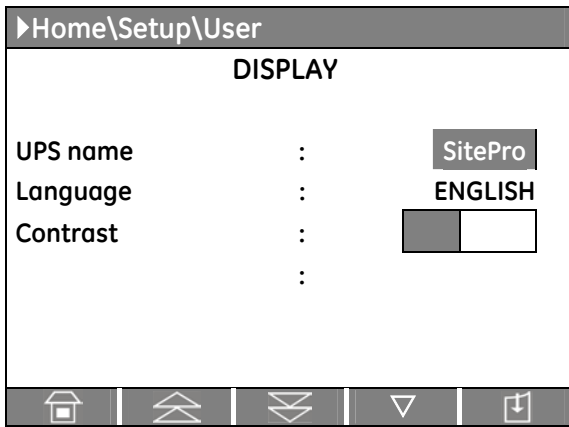 Home\Setup\User
DISPLAY
UPS name : SitePro
Language : ENGLISH
Contrast :
: